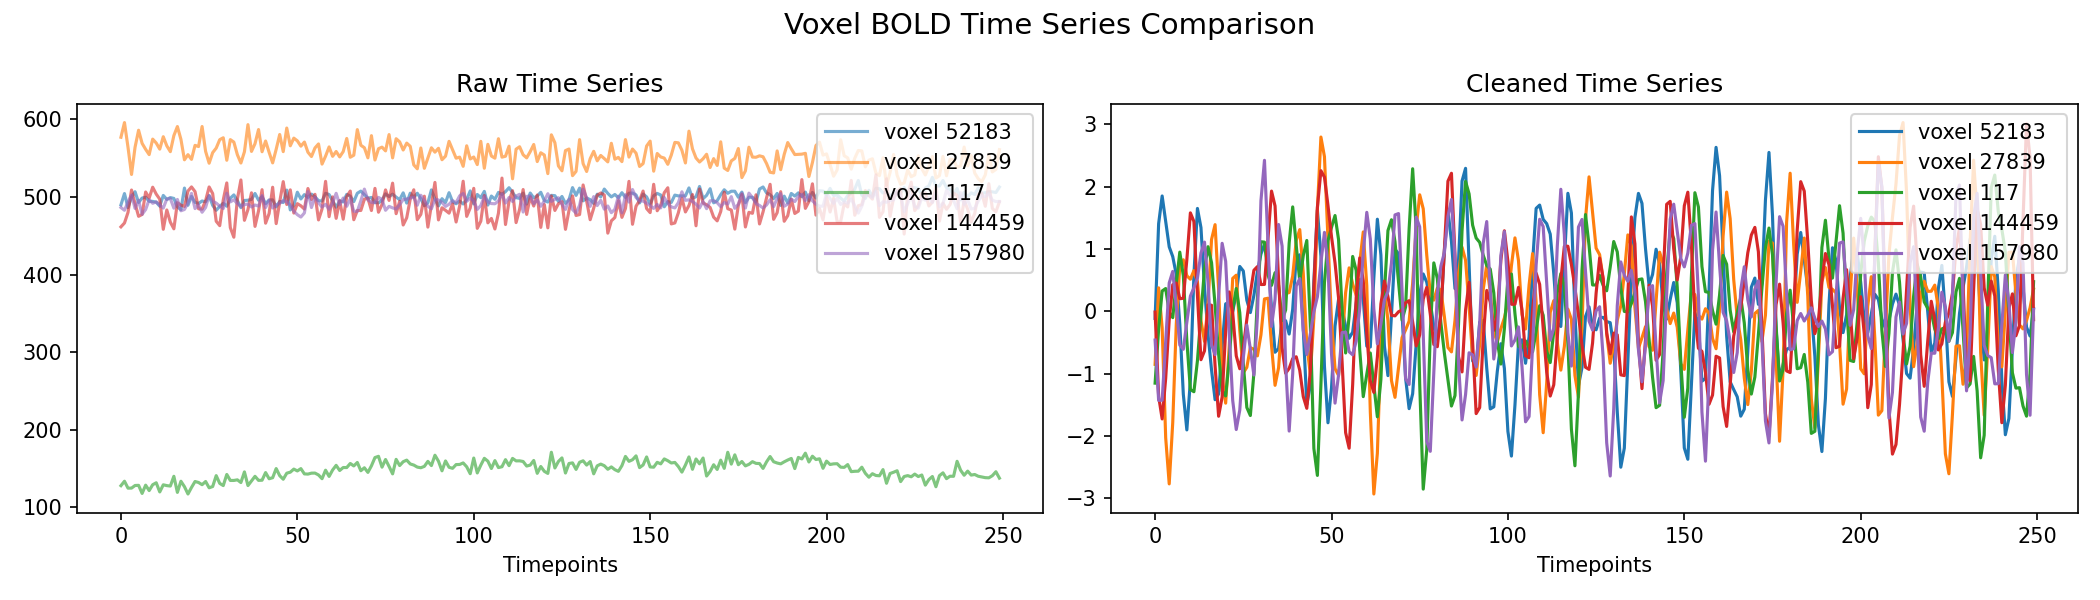 Voxel BOLD Time Series Comparison
Raw Time Series
600
500
400
300
200
100
0
50
100
150
200
250
Timepoints
voxel 52183
voxel 27839
voxel 117
voxel 144459
voxel 157980
Cleaned Time Series
3
2
1
0
−1
−2
−3
0
50
100
150
200
250
Timepoints
voxel 52183
voxel 27839
voxel 117
voxel 144459
voxel 157980